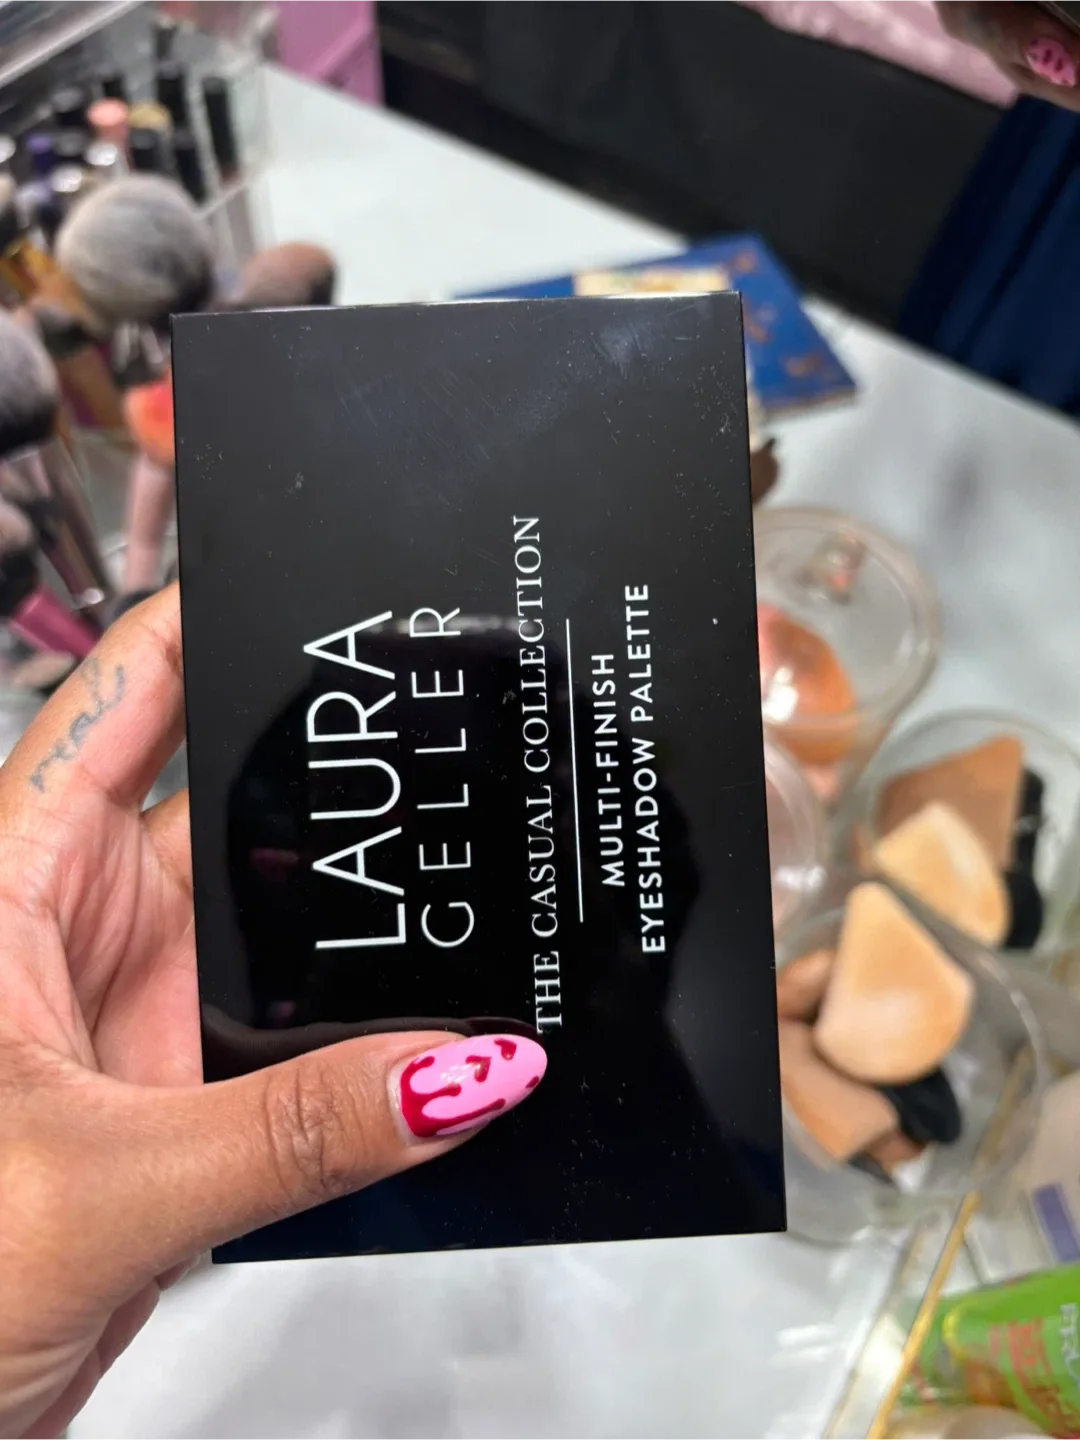 LAURA
GELLER
THE CASUAL COLLECTION
MULTI-FINISH
EYESHADOW PALETTE